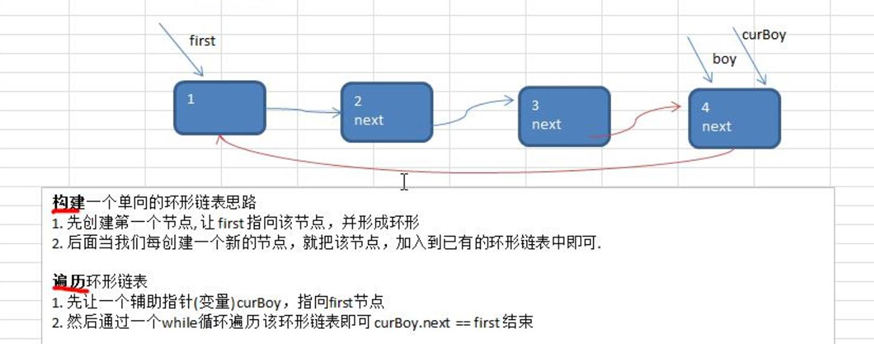 first
curBoy
boy
1
2
next
3
next
4
next
构建一个单向的环形链表思路
1. 先创建第一个节点, 让 first 指向该节点，并形成环形
2. 后面当我们每创建一个新的节点，就把该节点，加入到已有的环形链表中即可.
遍历环形链表
1. 先让一个辅助指针(变量) curBoy，指向first节点
2. 然后通过一个while循环遍历 该环形链表即可 curBoy.next == first 结束